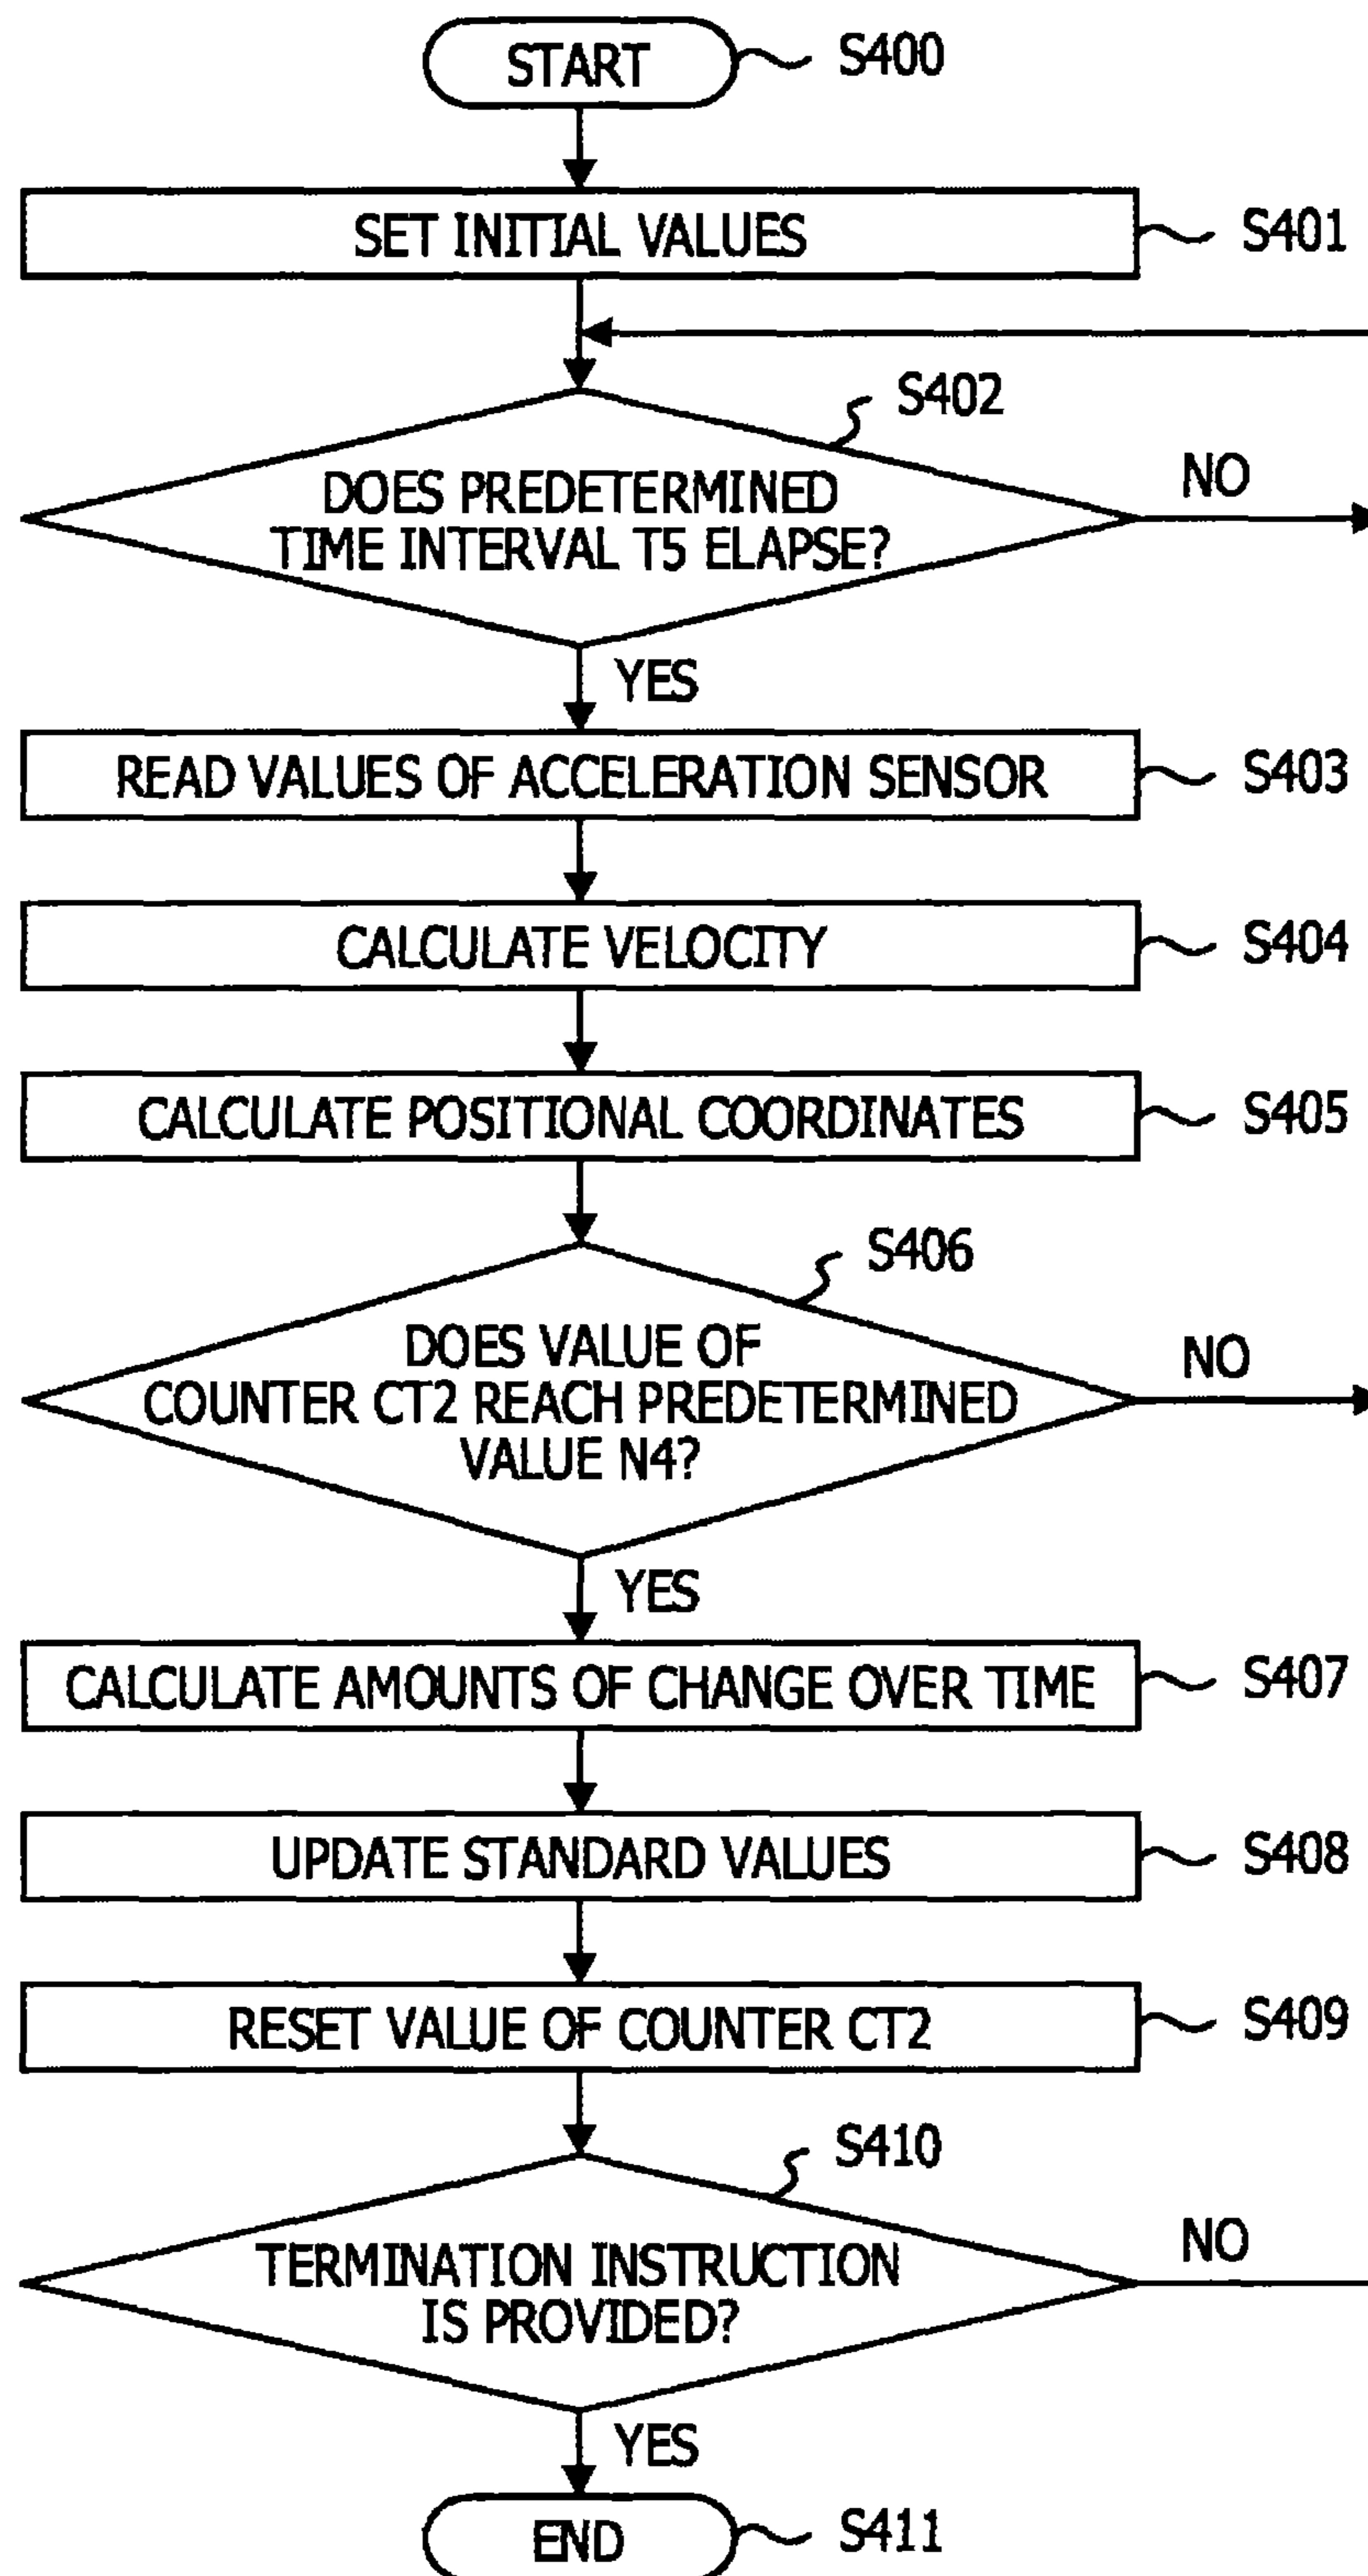 START
S400
SET INITIAL VALUES
S401
S402
DOES PREDETERMINED
TIME INTERVAL T5 ELAPSE?
NO
YES
READ VALUES OF ACCELERATION SENSOR
S403
CALCULATE VELOCITY
S404
CALCULATE POSITIONAL COORDINATES
S405
S406
DOES VALUE OF
COUNTER CT2 REACH PREDETERMINED
VALUE N4?
NO
YES
CALCULATE AMOUNTS OF CHANGE OVER TIME
S407
UPDATE STANDARD VALUES
S408
RESET VALUE OF COUNTER CT2
S409
S410
TERMINATION INSTRUCTION
IS PROVIDED?
NO
YES
END
S411